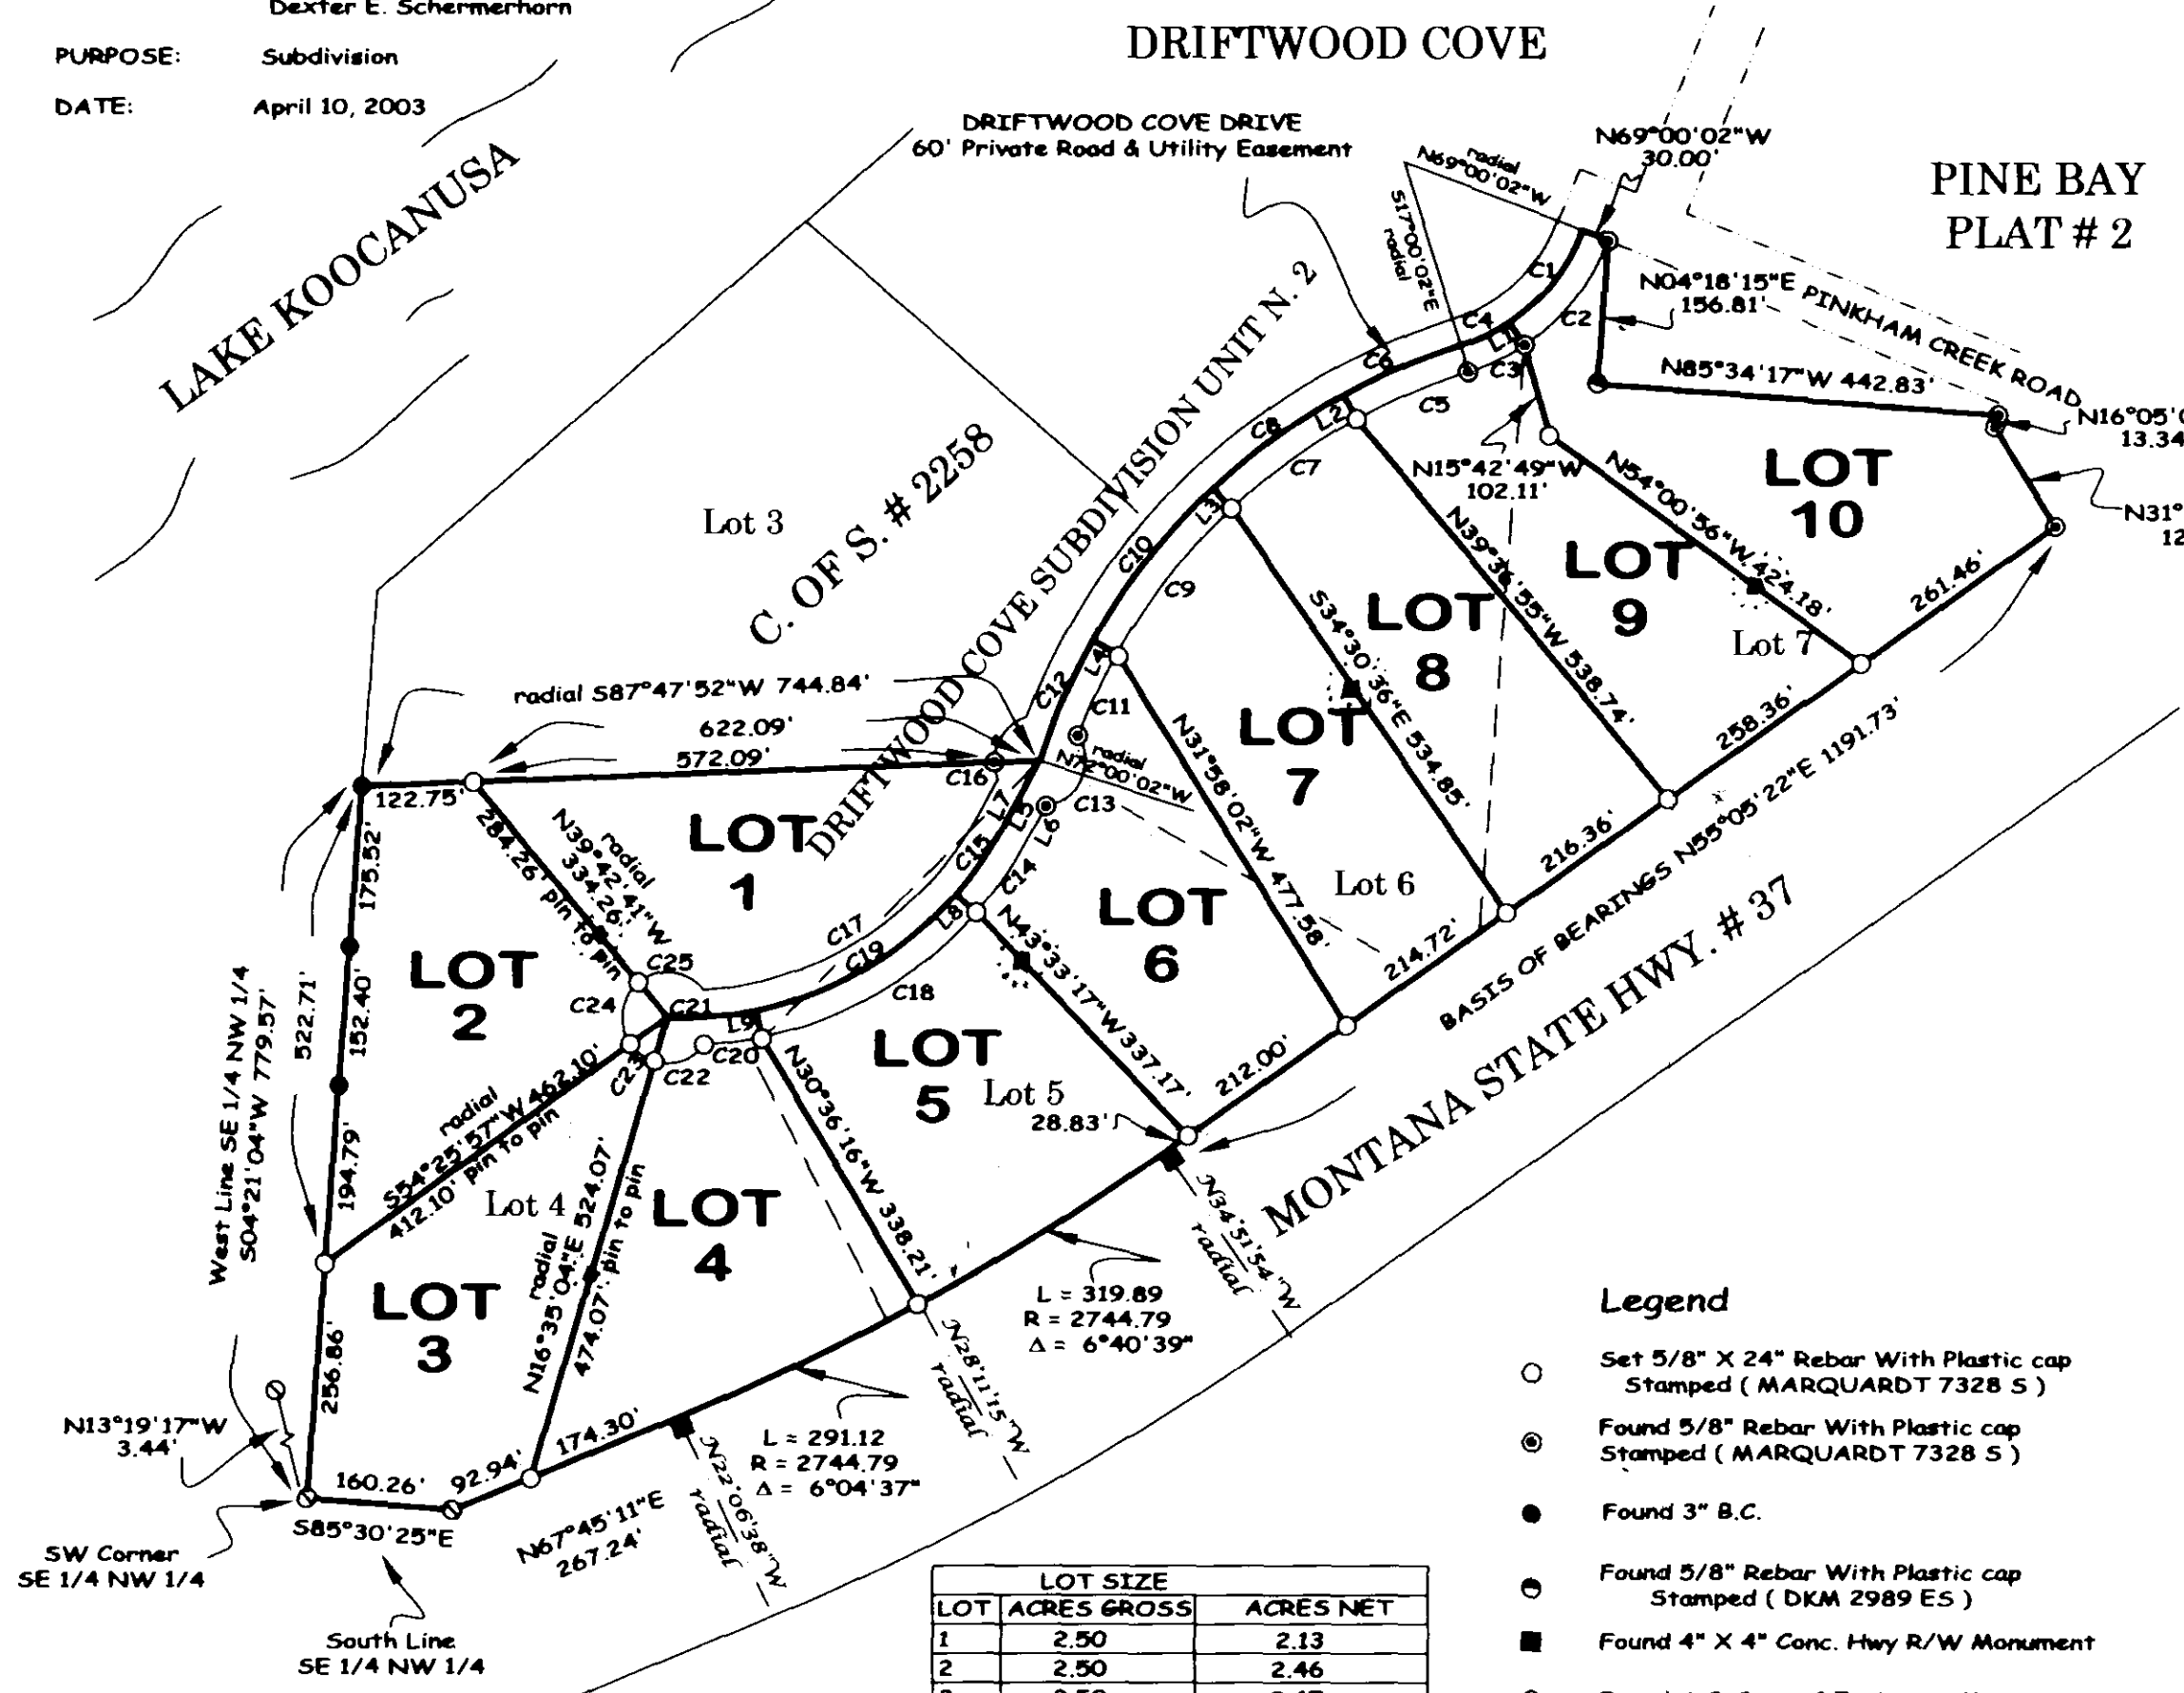 Dexter E. Schermerhorn
PURPOSE: Subdivision
DATE: April 10, 2003
DRIFTWOOD COVE
PINE BAY
PLAT # 2
DRIFTWOOD COVE DRIVE
60' Private Road & Utility Easement
LAKE KOOCANUSA
N69°00'02"W
30.00'
radial
N69°00'02"W
S17°00'02"E
radial
N04°18'15"E
156.81'
PINKHAM CREEK ROAD
N85°34'17"W 442.83'
N16°05'
13.34
N31°
12
C1
C2
C3
C4
C5
C6
C7
C8
C9
C10
C11
C12
C13
C14
C15
C16
C17
C18
C19
C20
C21
C22
C23
C24
C25
L1
L2
L3
L4
L5
L6
L7
L8
L9
N15°42'49"W
102.11'
N54°00'56"W 424.18'
LOT
10
LOT
9
Lot 7
261.46'
258.36'
N39°36'55"W 538.74'
LOT
8
S34°30'36"E 534.85'
LOT
7
216.36'
BASIS OF BEARINGS N55°05'22"E 1191.73'
MONTANA STATE HWY. # 37
Lot 3
C. OF S. # 2258
DRIFTWOOD COVE SUBDIVISION UNIT N. 2
radial S87°47'52"W 744.84'
622.09'
572.09'
122.75'
radial
N72°00'02"W
N31°58'02"W 477.58'
Lot 6
214.72'
LOT
6
N43°33'17"W 337.17'
212.00'
LOT
1
radial
N39°42'41"W
334.26'
284.26' pin to pin
175.52'
152.40'
194.79'
522.71'
West Line SE 1/4 NW 1/4
S04°21'04"W 779.57'
LOT
2
LOT
5
Lot 5
28.83'
N30°36'16"W 338.21'
radial
S54°25'57"W 462.10'
412.10' pin to pin
Lot 4
LOT
3
LOT
4
radial
N16°35'04"E 524.07'
474.07' pin to pin
256.86'
N34°51'54"W
radial
L = 319.89
R = 2744.79
Δ = 6°40'39"
N28°11'15"W
radial
L = 291.12
R = 2744.79
Δ = 6°04'37"
N22°06'38"W
radial
N13°19'17"W
3.44'
160.26'
92.94'
174.30'
S85°30'25"E
N67°45'11"E
267.24'
SW Corner
SE 1/4 NW 1/4
South Line
SE 1/4 NW 1/4
LOT SIZE
LOT ACRES GROSS ACRES NET
1 2.50 2.13
2 2.50 2.46
Legend
Set 5/8" X 24" Rebar With Plastic cap
Stamped ( MARQUARDT 7328 S )
Found 5/8" Rebar With Plastic cap
Stamped ( MARQUARDT 7328 S )
Found 3" B.C.
Found 5/8" Rebar With Plastic cap
Stamped ( DKM 2989 ES )
Found 4" X 4" Conc. Hwy R/W Monument